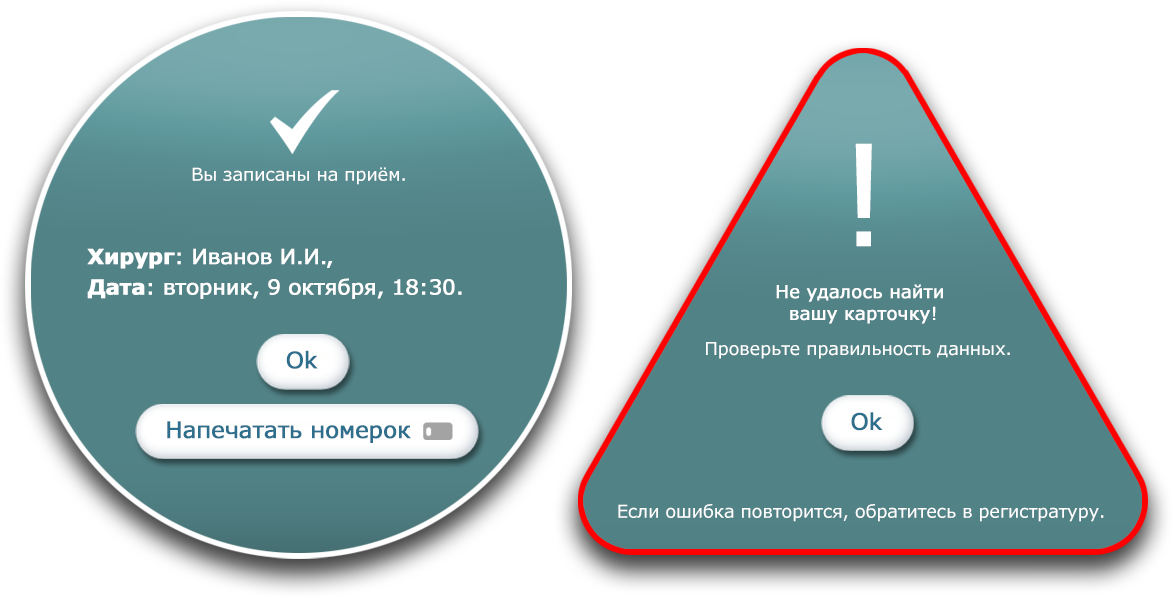 Вы записаны на приём.
Хирург: Иванов И.И.,
Дата: вторник, 9 октября, 18:30.
Ok
Напечатать номерок
!
Не удалось найти
вашу карточку!
Проверьте правильность данных.
Ok
Если ошибка повторится, обратитесь в регистратуру.